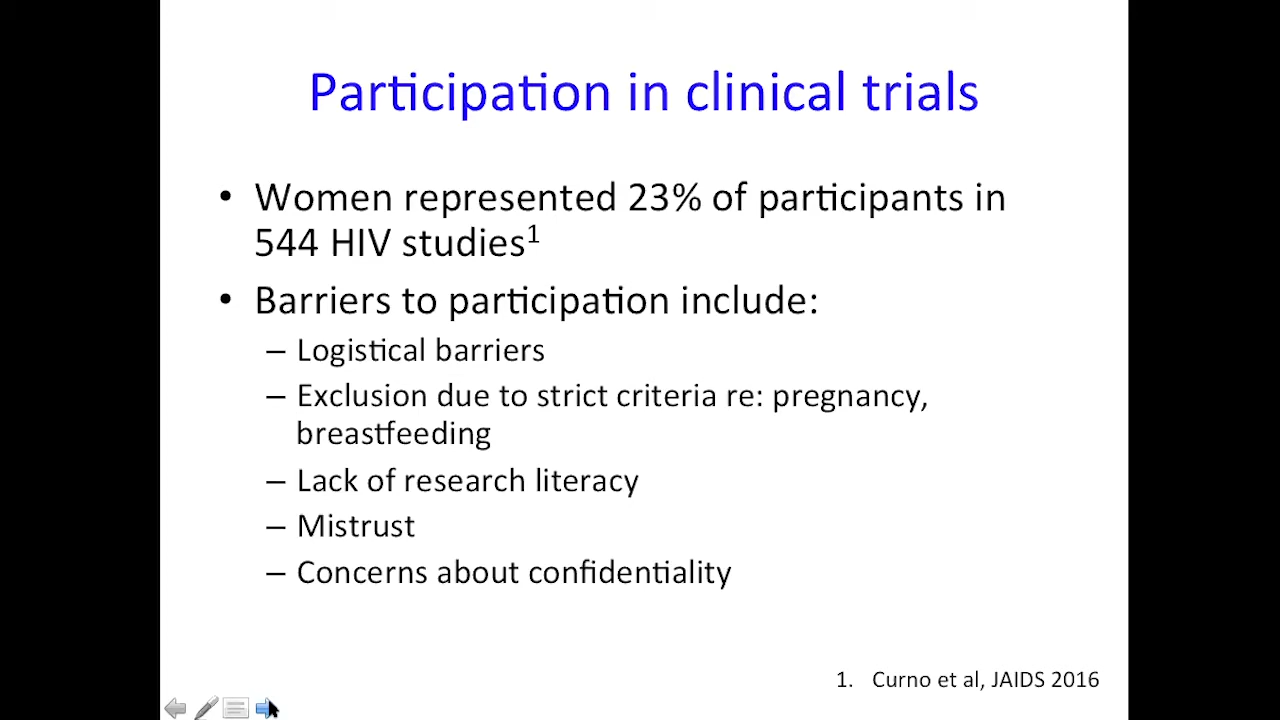 Participation in clinical trials
• Women represented 23% of participants in
544 HIV studies¹
• Barriers to participation include:
– Logistical barriers
– Exclusion due to strict criteria re: pregnancy,
breastfeeding
– Lack of research literacy
– Mistrust
– Concerns about confidentiality
1. Curno et al, JAIDS 2016